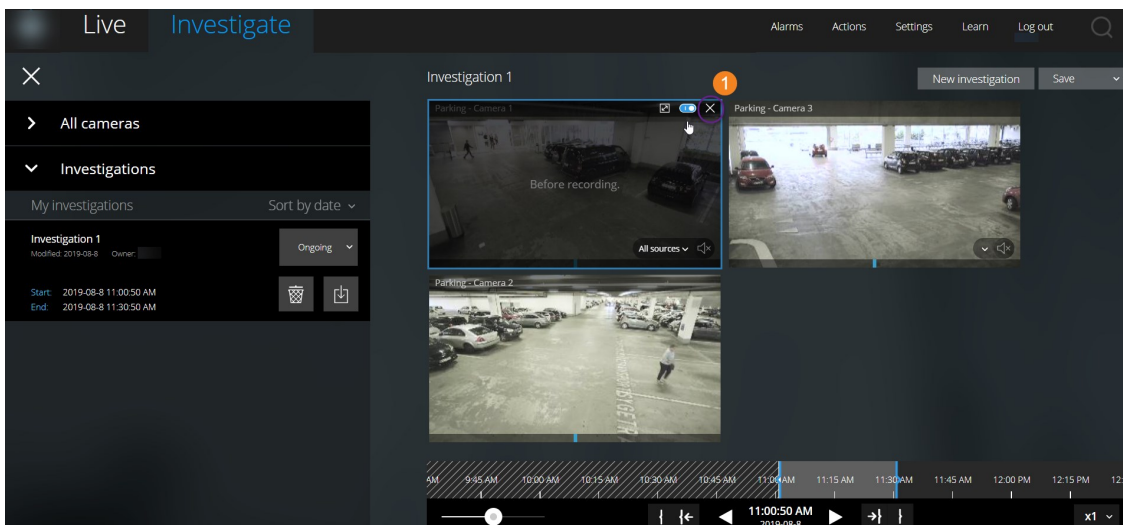 Live
Investigate
Alarms
Actions
Settings
Learn
Log out
Investigation 1
New investigation
Save
All cameras
Investigations
My investigations
Sort by date
Investigation 1
Modified: 2019-08-8 Owner:
Ongoing
Start: 2019-08-8 11:00:50 AM
End: 2019-08-8 11:30:50 AM
1
Parking - Camera 1
Before recording.
All sources
Parking - Camera 3
Parking - Camera 2
AM 9:45 AM 10:00 AM 10:15 AM 10:30 AM 10:45 AM 11:00 AM 11:15 AM 11:30 AM 11:45 AM 12:00 PM 12:15 PM 12:
11:00:50 AM
2019-08-8
x1